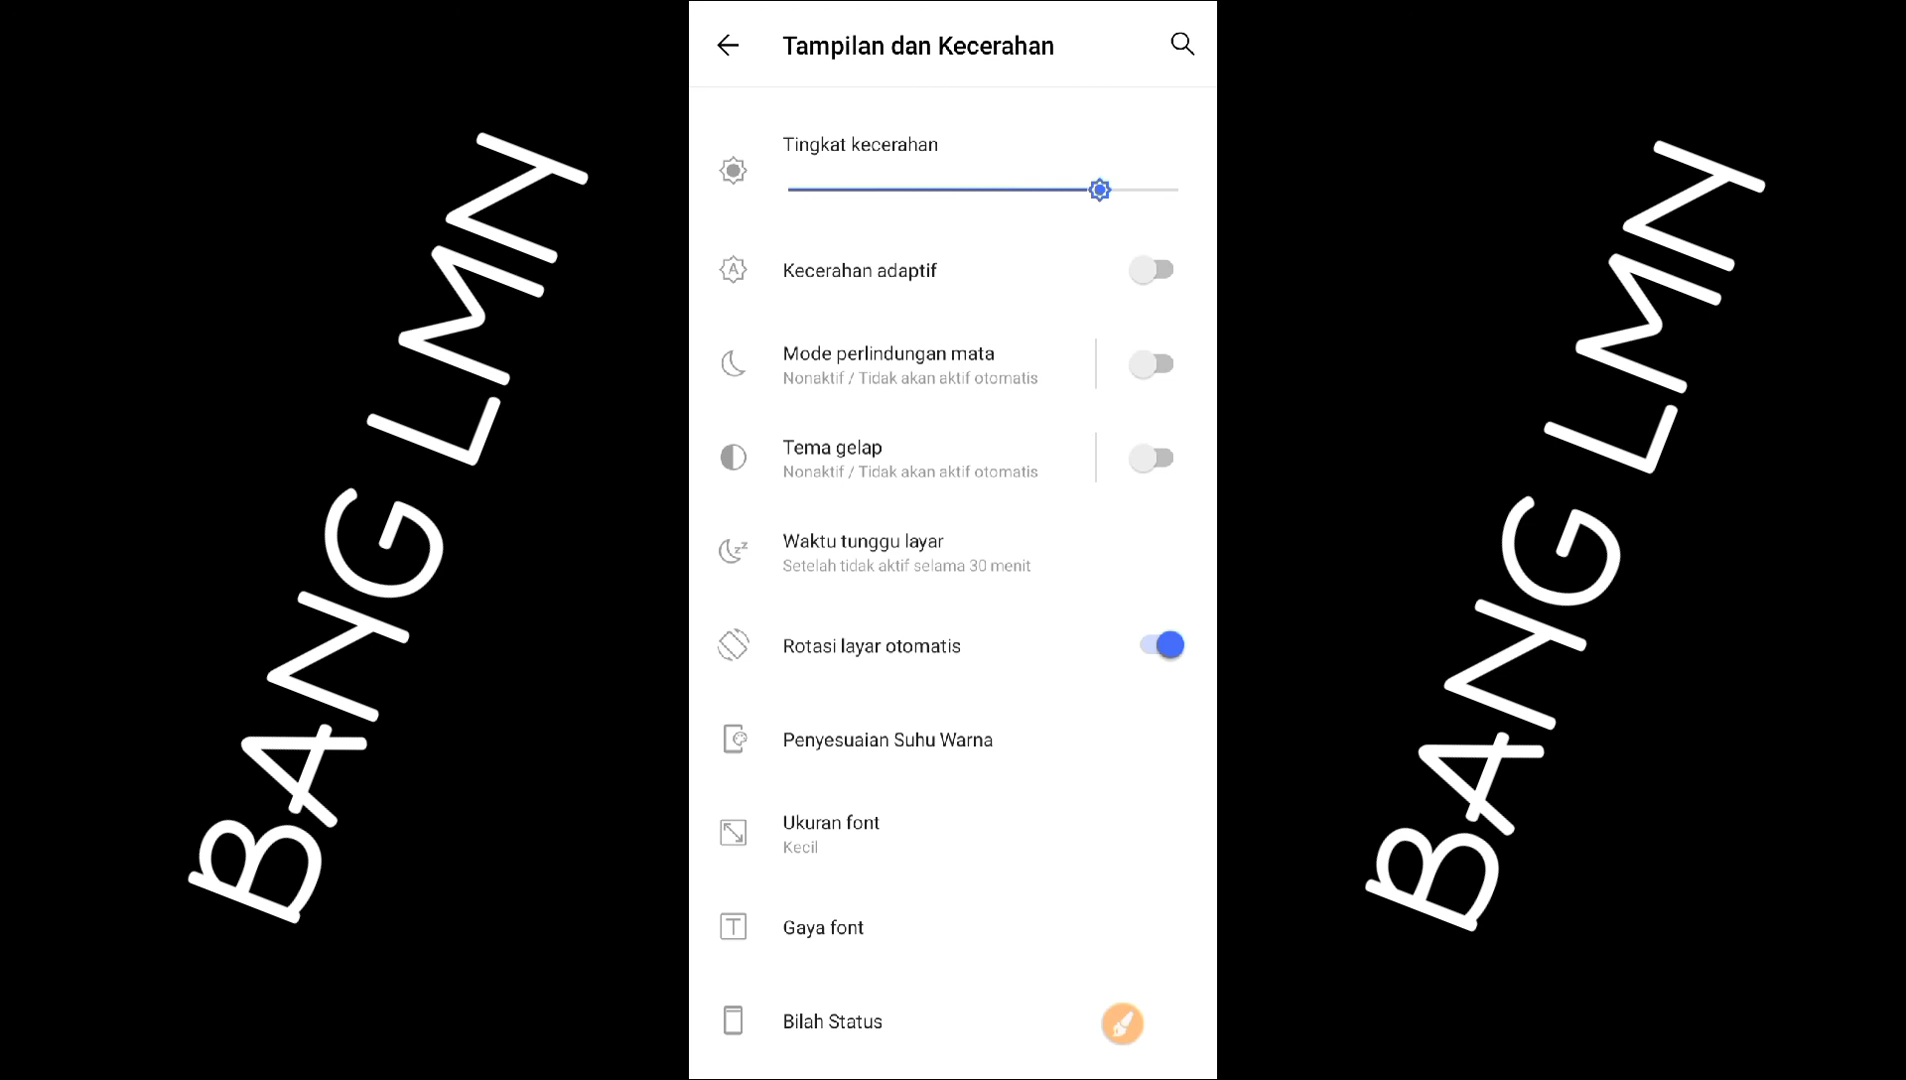 Tampilan dan Kecerahan
Tingkat kecerahan
Kecerahan adaptif
Mode perlindungan mata
Nonaktif / Tidak akan aktif otomatis
Tema gelap
Nonaktif / Tidak akan aktif otomatis
Waktu tunggu layar
Setelah tidak aktif selama 30 menit
Rotasi layar otomatis
Penyesuaian Suhu Warna
Ukuran font
Kecil
Gaya font
Bilah Status
BANG LMN
BANG LMN